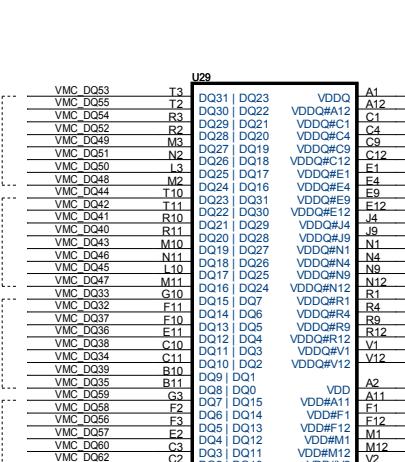 U29
VMC_DQ53 T3 DQ31 | DQ23 VDDQ A1
VMC_DQ55 T2 DQ30 | DQ22 VDDQ#A12 A12
VMC_DQ54 R3 DQ29 | DQ21 VDDQ#C1 C1
VMC_DQ52 R2 DQ28 | DQ20 VDDQ#C4 C4
VMC_DQ49 M3 DQ27 | DQ19 VDDQ#C9 C9
VMC_DQ51 N2 DQ26 | DQ18 VDDQ#C12 C12
VMC_DQ50 L3 DQ25 | DQ17 VDDQ#E1 E1
VMC_DQ48 M2 DQ24 | DQ16 VDDQ#E4 E4
VMC_DQ44 T10 DQ23 | DQ31 VDDQ#E9 E9
VMC_DQ42 T11 DQ22 | DQ30 VDDQ#E12 E12
VMC_DQ41 R10 DQ21 | DQ29 VDDQ#J4 J4
VMC_DQ40 R11 DQ20 | DQ28 VDDQ#J9 J9
VMC_DQ43 M10 DQ19 | DQ27 VDDQ#N1 N1
VMC_DQ46 N11 DQ18 | DQ26 VDDQ#N4 N4
VMC_DQ45 L10 DQ17 | DQ25 VDDQ#N9 N9
VMC_DQ47 M11 DQ16 | DQ24 VDDQ#N12 N12
VMC_DQ33 G10 DQ15 | DQ7 VDDQ#R1 R1
VMC_DQ32 F11 DQ14 | DQ6 VDDQ#R4 R4
VMC_DQ37 F10 DQ13 | DQ5 VDDQ#R9 R9
VMC_DQ36 E11 DQ12 | DQ4 VDDQ#R12 R12
VMC_DQ38 C10 DQ11 | DQ3 VDDQ#V1 V1
VMC_DQ34 C11 DQ10 | DQ2 VDDQ#V12 V12
VMC_DQ39 B10 DQ9 | DQ1
VMC_DQ35 B11 DQ8 | DQ0 VDD A2
VMC_DQ59 G3 DQ7 | DQ15 VDD#A11 A11
VMC_DQ58 F2 DQ6 | DQ14 VDD#F1 F1
VMC_DQ56 F3 DQ5 | DQ13 VDD#F12 F12
VMC_DQ57 E2 DQ4 | DQ12 VDD#M1 M1
VMC_DQ60 C3 DQ3 | DQ11 VDD#M12 M12
VMC_DQ62 C2 V2